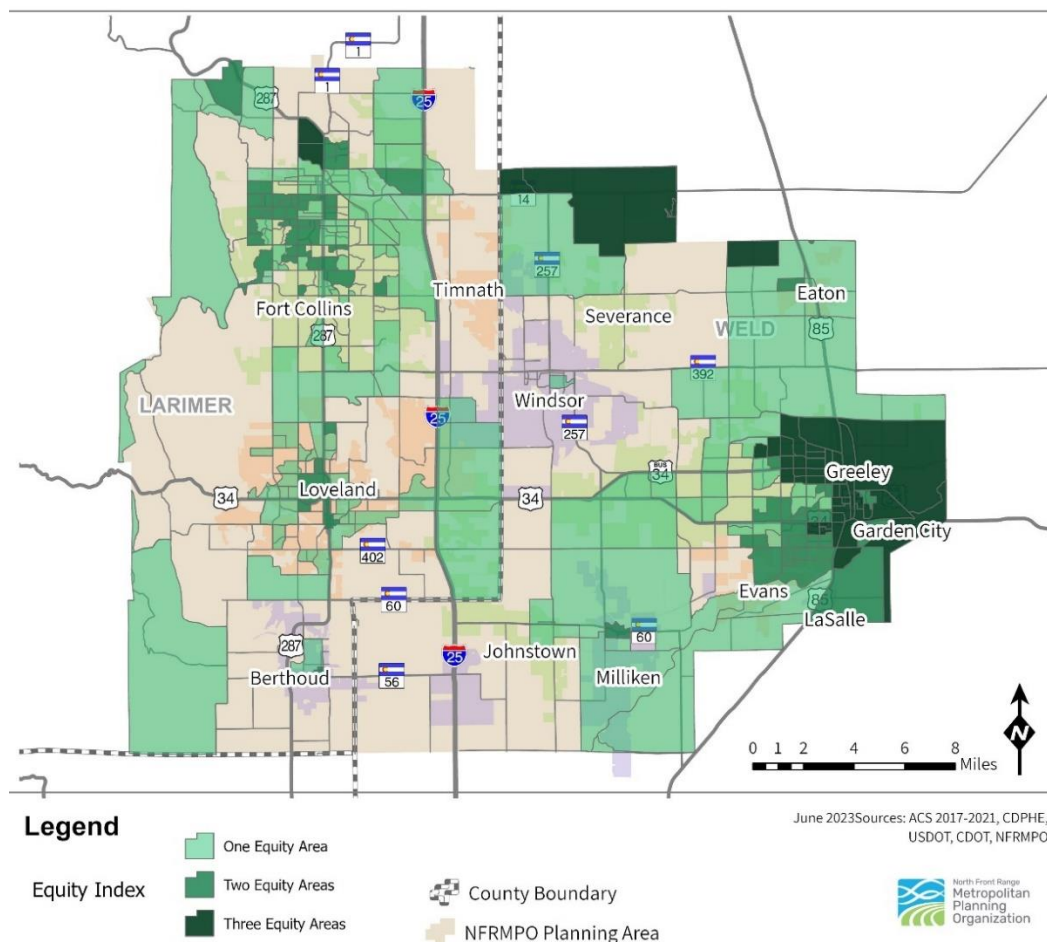 1
1
287
25
14
257
Timnath
Severance
Eaton
Fort Collins
WELD
85
287
392
LARIMER
Windsor
25
257
BUS
34
Greeley
Loveland
34
34
34
Garden City
402
Evans
60
85
LaSalle
60
287
25
Johnstown
Berthoud
56
Milliken
N
0 1 2 4 6 8
Miles
Legend
June 2023Sources: ACS 2017-2021, CDPHE,
USDOT, CDOT, NFRMPO
Equity Index
One Equity Area
Two Equity Areas
Three Equity Areas
County Boundary
NFRMPO Planning Area
North Front Range
Metropolitan
Planning
Organization